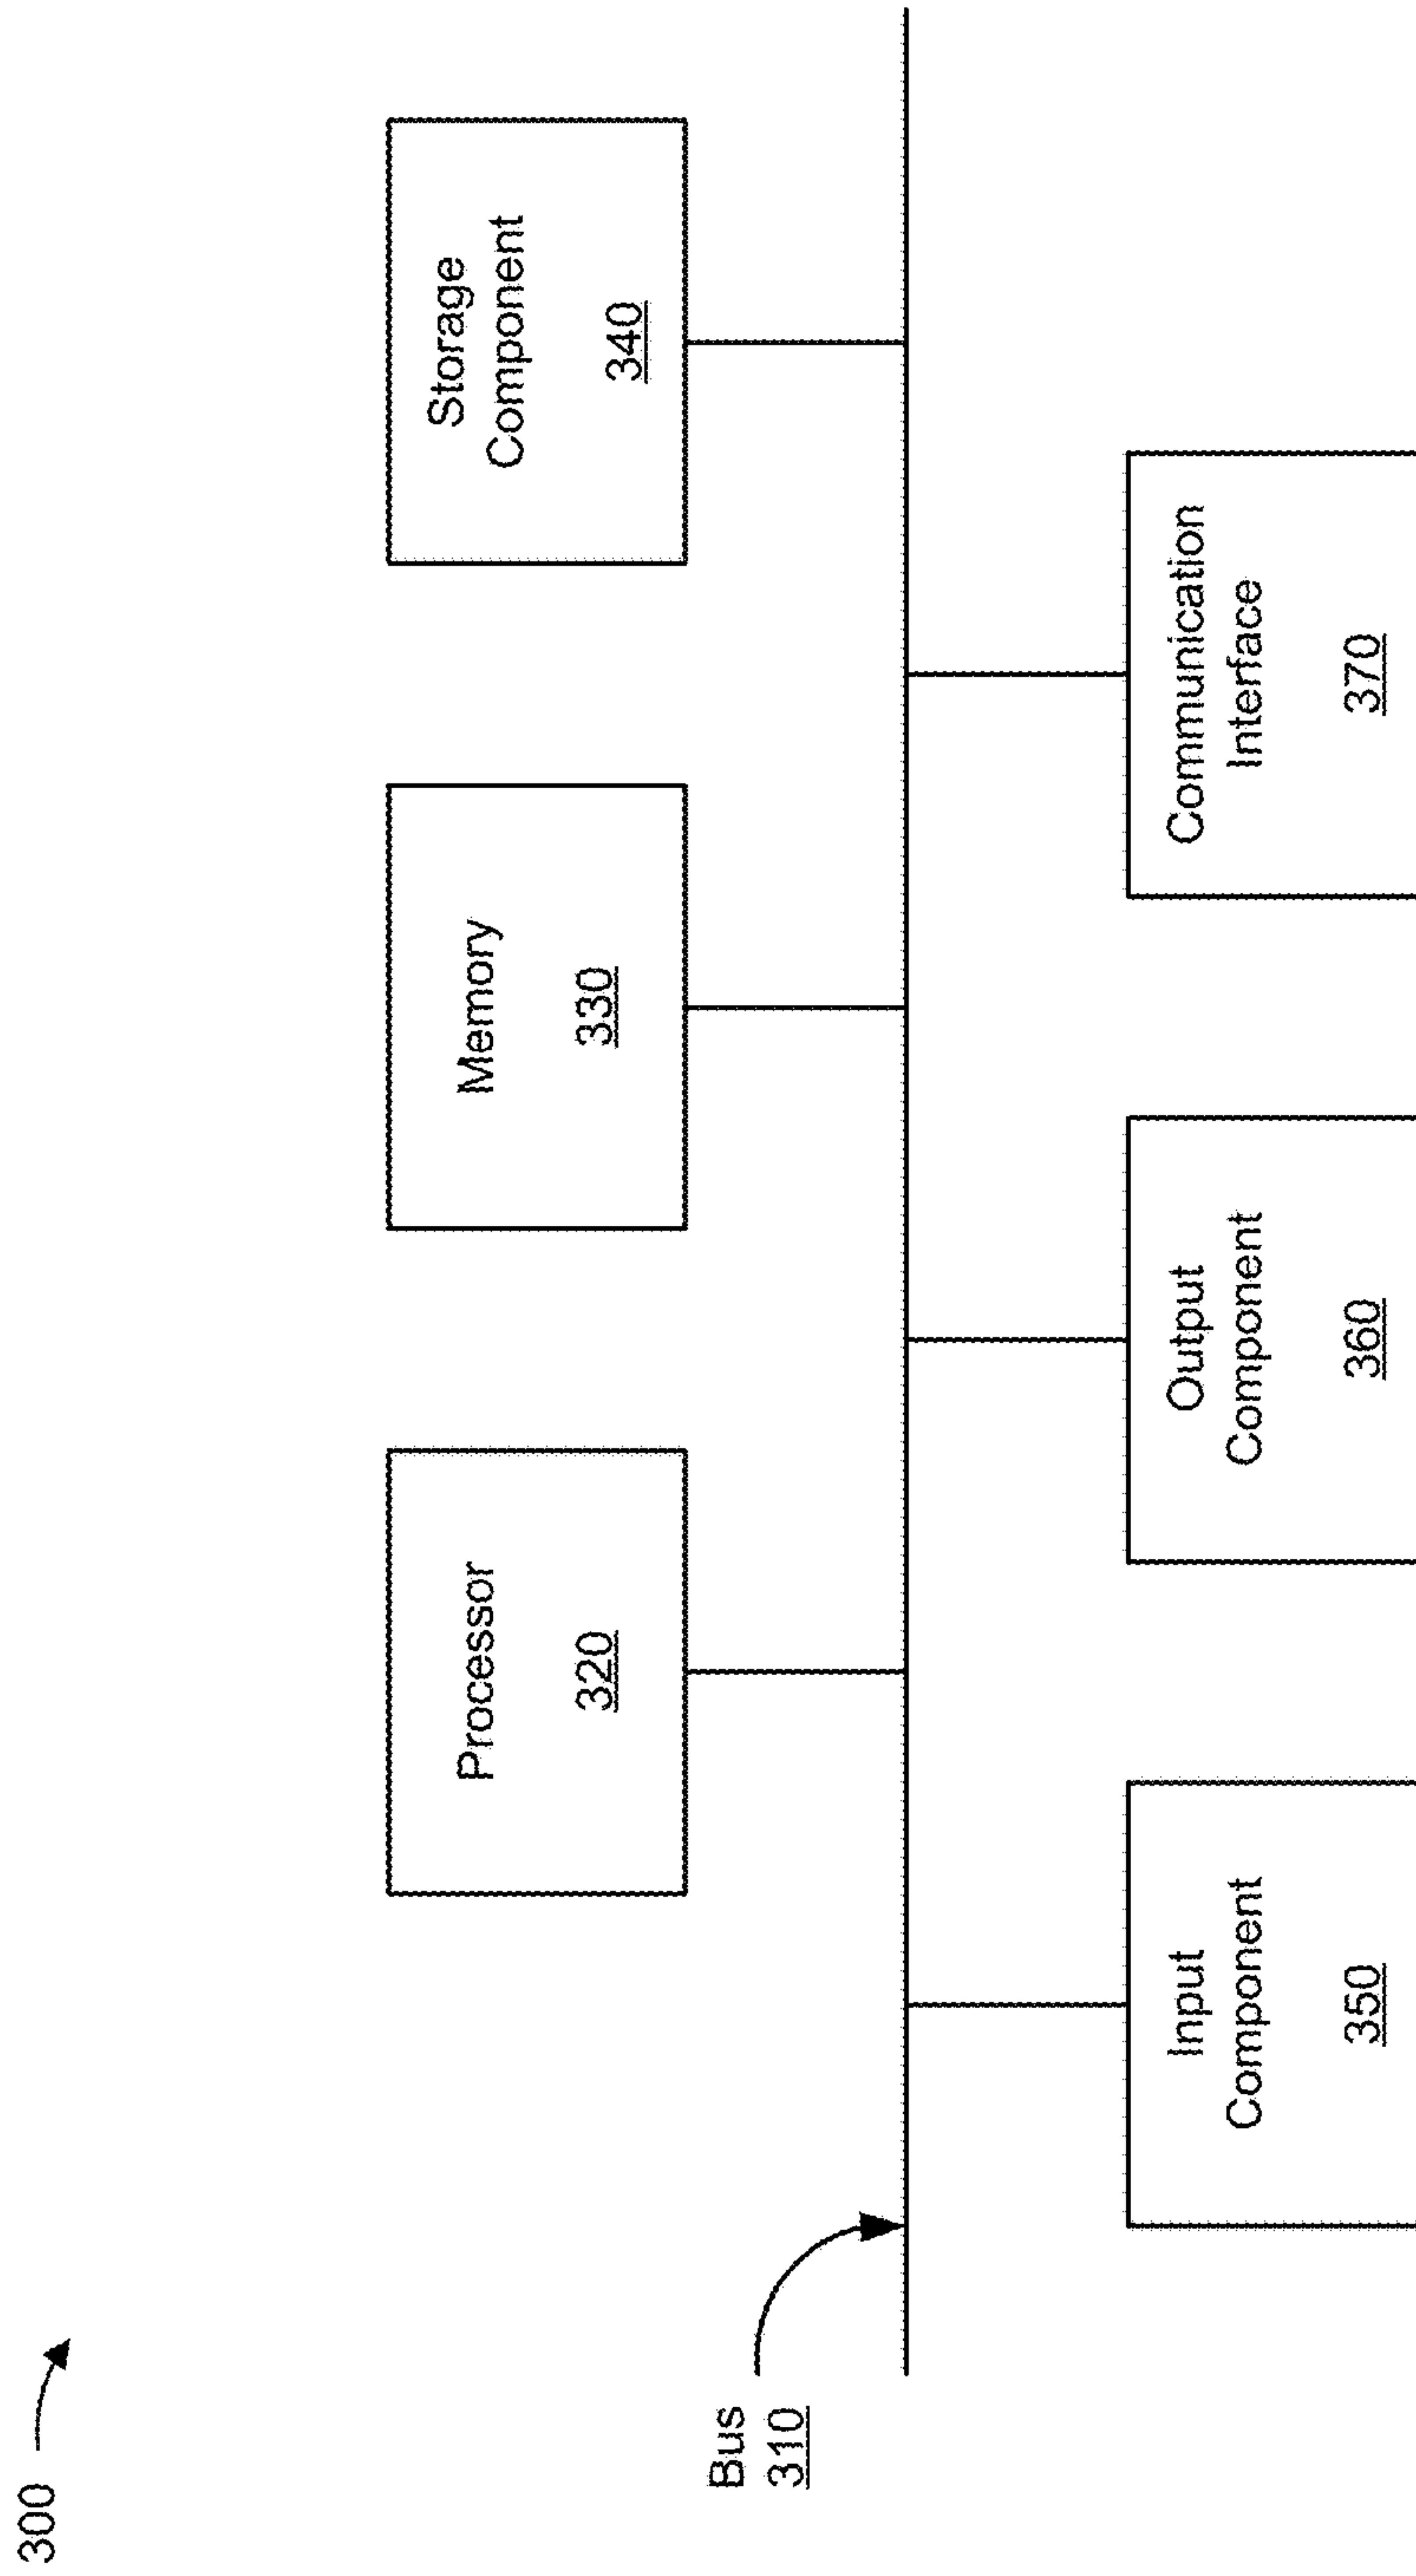 300
Processor
320
Memory
330
Storage
Component
340
Bus
310
Input
Component
350
Output
Component
360
Communication
Interface
370